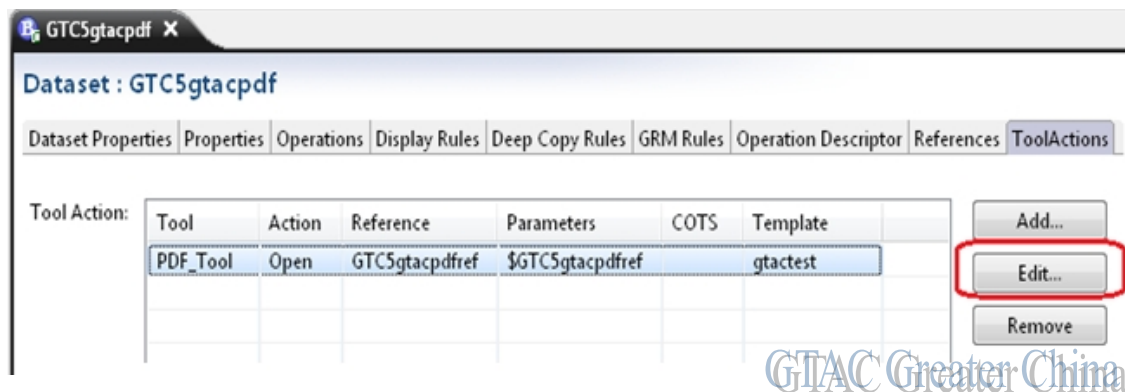 GTC5gtacpdf
Dataset : GTC5gtacpdf
Dataset Properties Properties Operations Display Rules Deep Copy Rules GRM Rules Operation Descriptor References ToolActions
Tool Action: Tool Action Reference Parameters COTS Template Add...
PDF_Tool Open GTC5gtacpdfref $GTC5gtacpdfref gtactest Edit...
Remove
GTAC Greater China